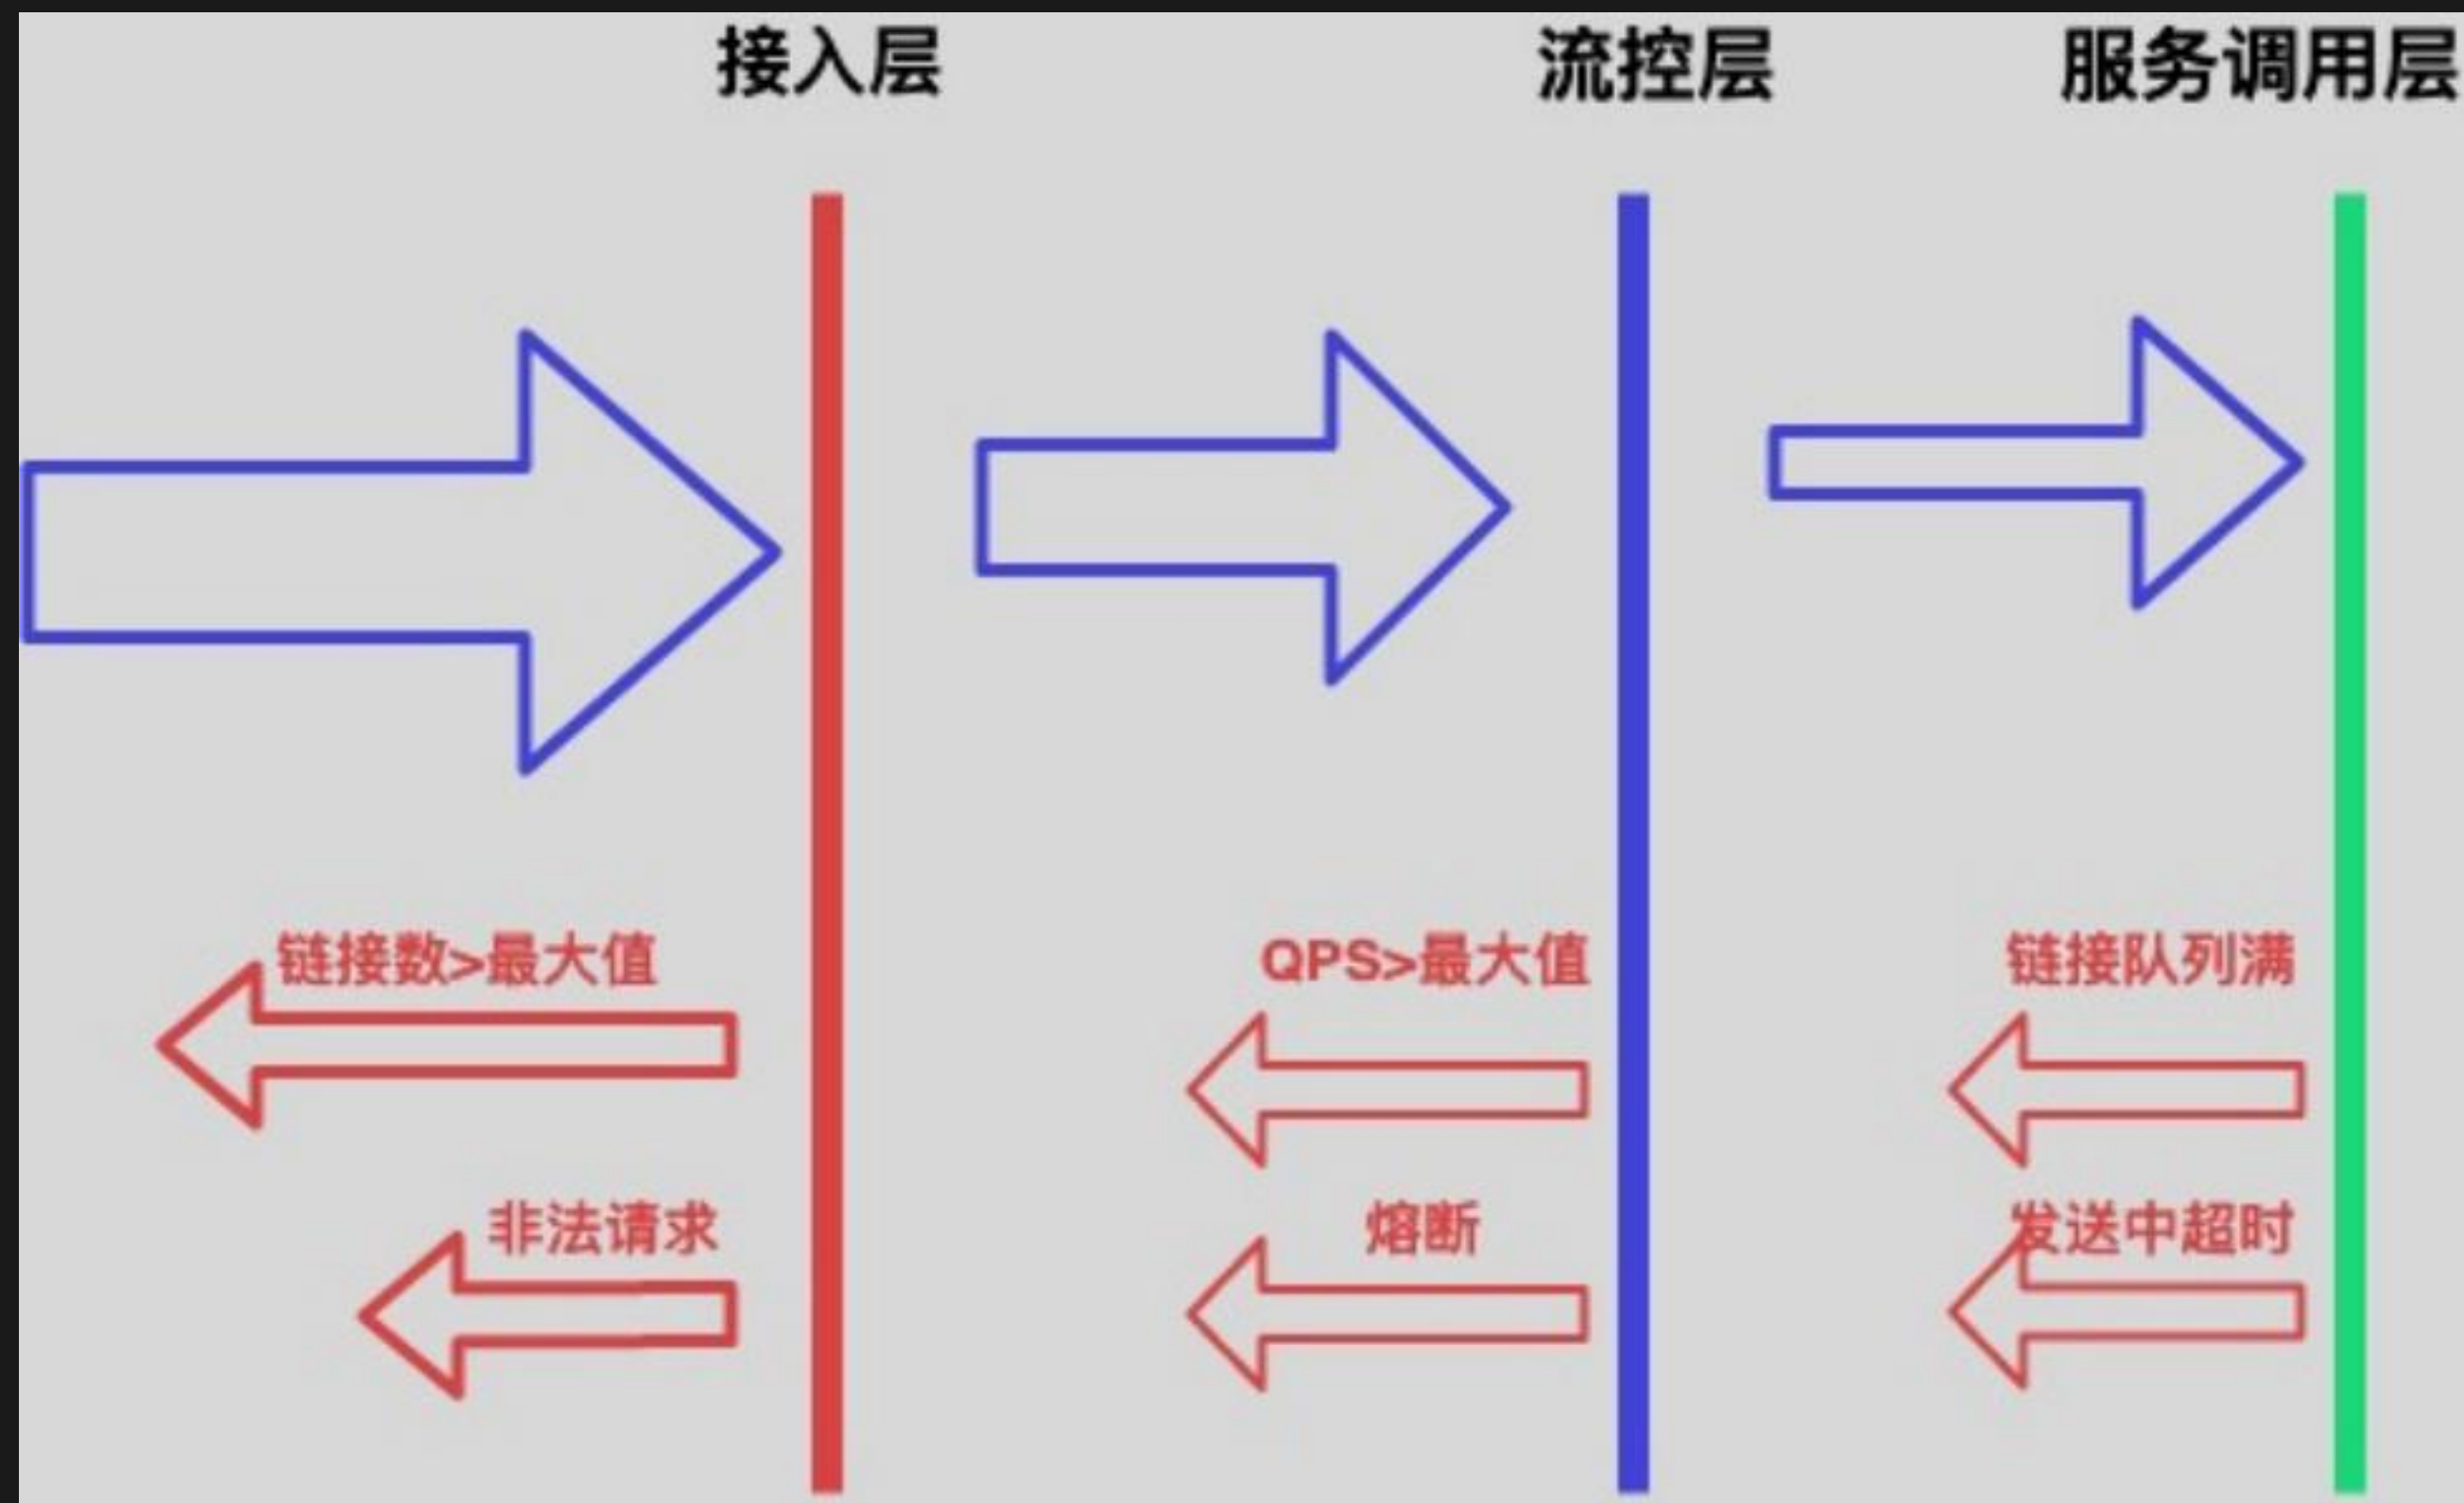 接入层
流控层
服务调用层
链接数>最大值
QPS>最大值
链接队列满
非法请求
熔断
发送中超时